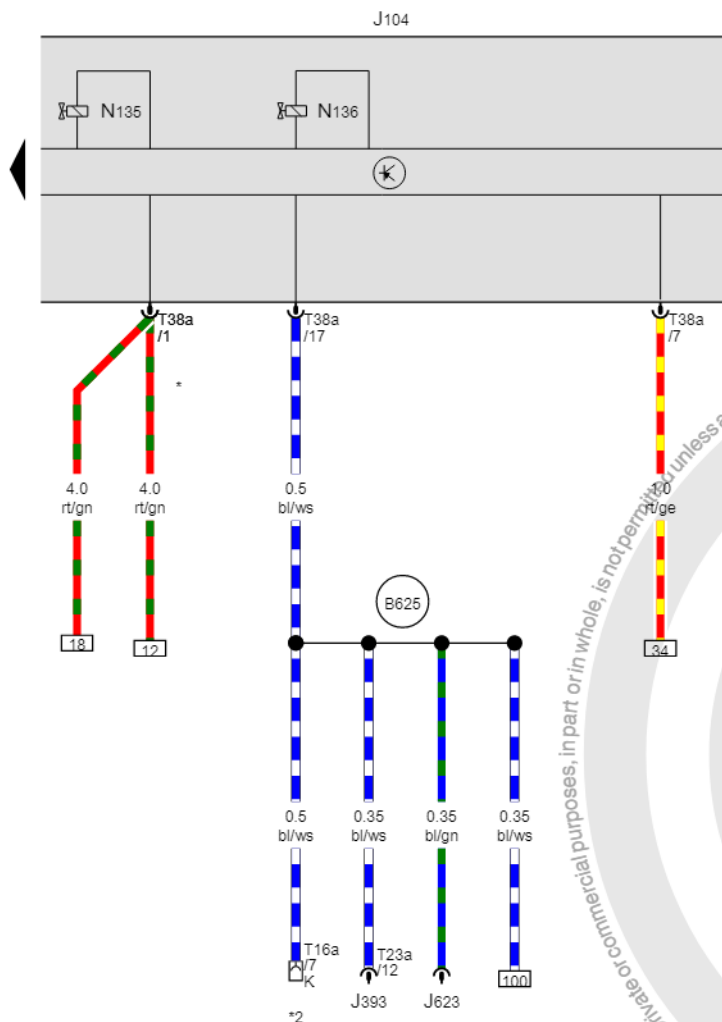 J104
N135
N136
T38a
/1
T38a
/17
T38a
/7
*
4.0
rt/gn
4.0
rt/gn
0.5
bl/ws
1.0
rt/ge
B625
18
12
34
0.5
bl/ws
0.35
bl/ws
0.35
bl/gn
0.35
bl/ws
T16a
/7
K
T23a
/12
100
J393
J623
*2
rivate or commercial purposes, in part or in whole, is not permitted unless a